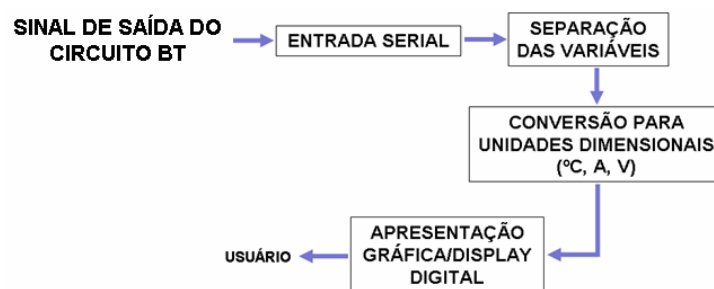 SINAL DE SAÍDA DO
CIRCUITO BT
ENTRADA SERIAL
SEPARAÇÃO
DAS VARIÁVEIS
CONVERSÃO PARA
UNIDADES DIMENSIONAIS
(ºC, A, V)
APRESENTAÇÃO
GRÁFICA/DISPLAY
DIGITAL
USUÁRIO